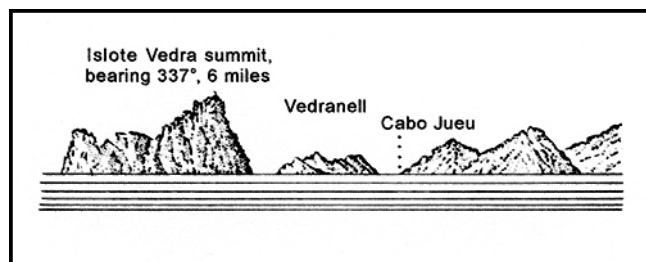 Islote Vedra summit,
bearing 337°, 6 miles
Vedranell
Cabo Jueu